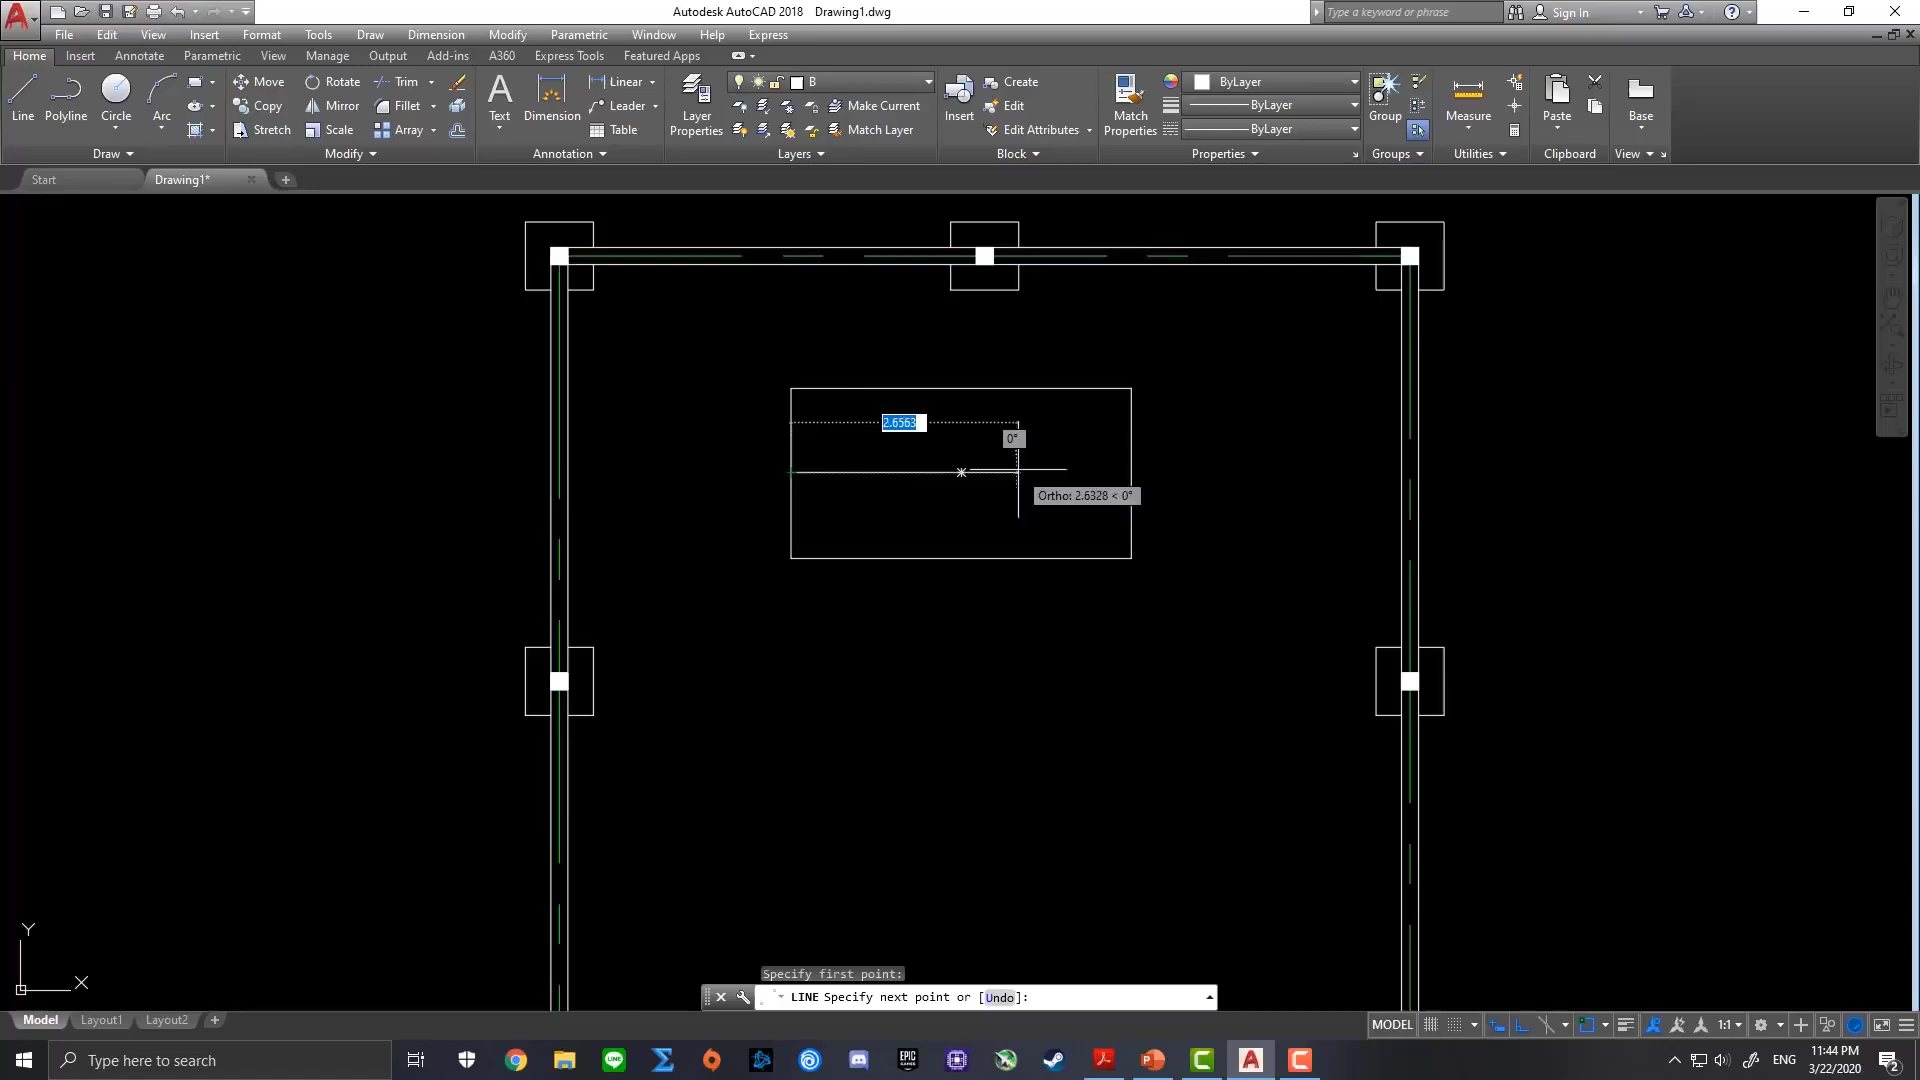 Autodesk AutoCAD 2018 Drawing1.dwg
Type a keyword or phrase
Sign In
File Edit View Insert Format Tools Draw Dimension Modify Parametric Window Help Express
Home Insert Annotate Parametric View Manage Output Add-ins A360 Express Tools Featured Apps
Line
Polyline
Circle
Arc
Draw
Move
Rotate
Trim
Copy
Mirror
Fillet
Stretch
Scale
Array
Modify
Text
Dimension
Linear
Leader
Table
Annotation
Layer
Properties
B
Make Current
Match Layer
Layers
Insert
Create
Edit
Edit Attributes
Block
Match
Properties
ByLayer
ByLayer
ByLayer
Properties
Group
Groups
Measure
Utilities
Paste
Clipboard
Base
View
Start
Drawing1*
2.6563
0°
Ortho: 2.6328 < 0°
Y
X
Specify first point:
LINE Specify next point or [Undo]:
Model Layout1 Layout2
MODEL
1:1
Type here to search
EPIC
GAMES
LINE
ENG
11:44 PM
3/22/2020
2